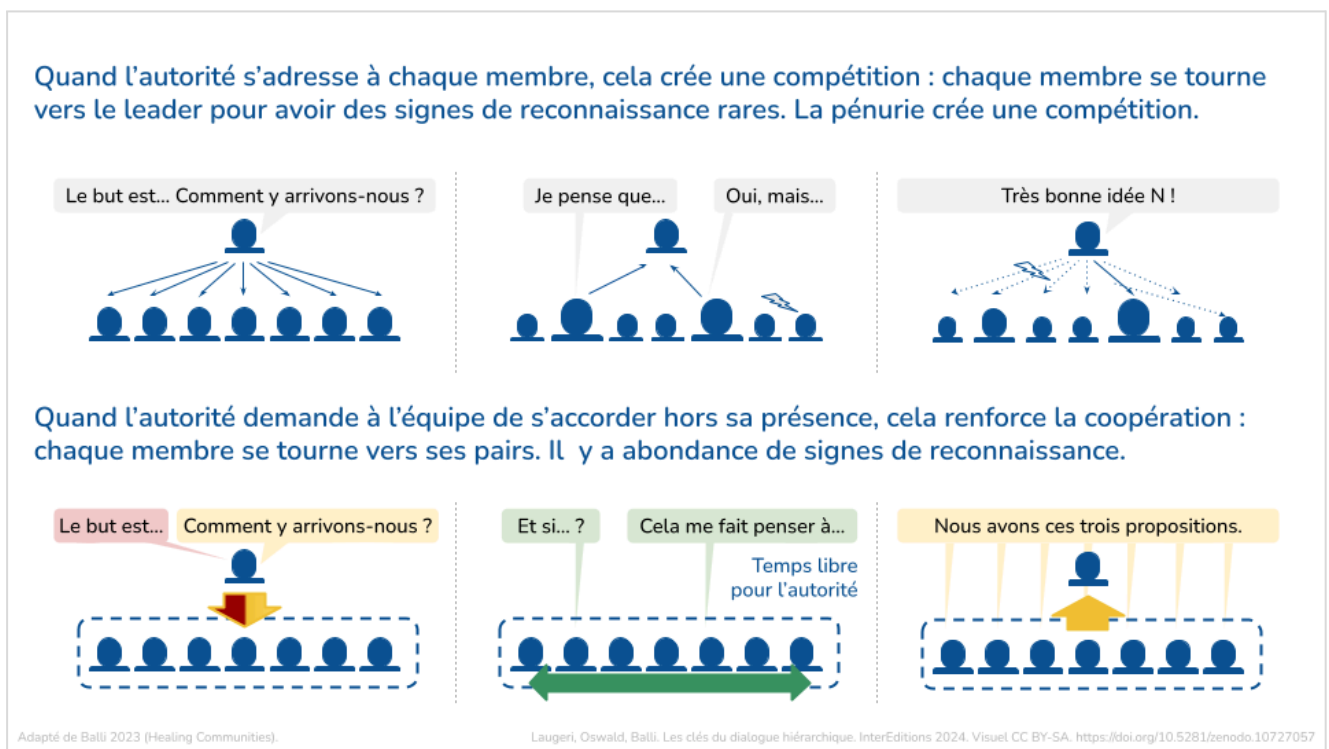 Quand l’autorité s’adresse à chaque membre, cela crée une compétition : chaque membre se tourne
vers le leader pour avoir des signes de reconnaissance rares. La pénurie crée une compétition.
Le but est... Comment y arrivons-nous ?
Je pense que...
Oui, mais...
Très bonne idée N !
Quand l’autorité demande à l’équipe de s’accorder hors sa présence, cela renforce la coopération :
chaque membre se tourne vers ses pairs. Il y a abondance de signes de reconnaissance.
Le but est...
Comment y arrivons-nous ?
Et si... ?
Cela me fait penser à...
Temps libre
pour l’autorité
Nous avons ces trois propositions.
Adapté de Balli 2023 (Healing Communities).
Laugeri, Oswald, Balli. Les clés du dialogue hiérarchique. InterEditions 2024. Visuel CC BY-SA. https://doi.org/10.5281/zenodo.10727057